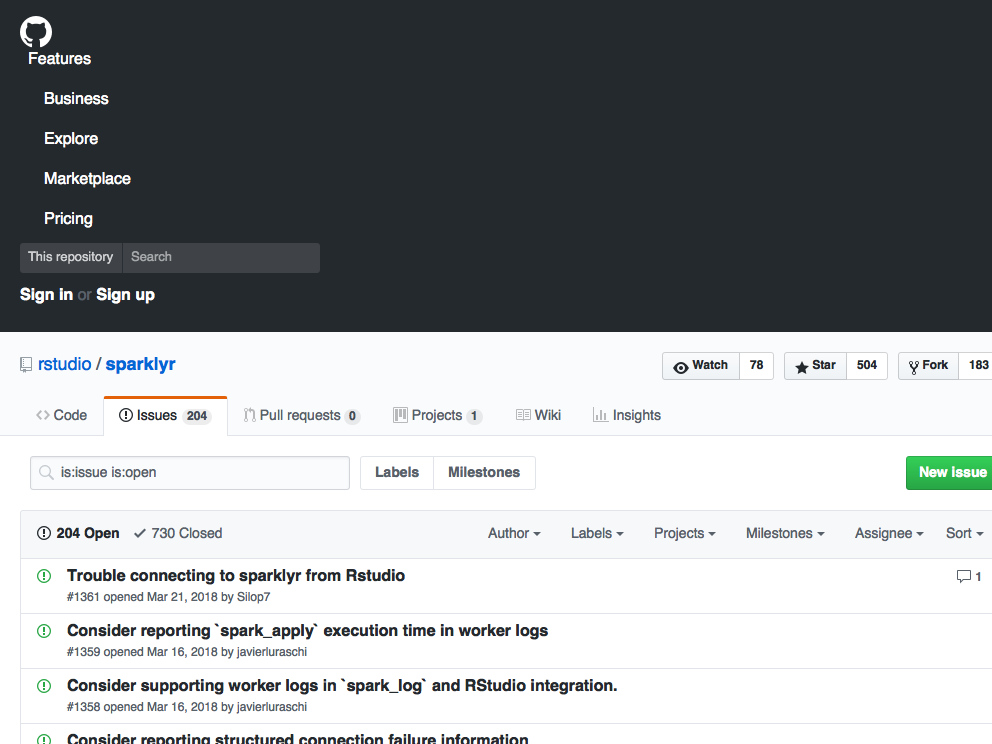 Features
Business
Explore
Marketplace
Pricing
This repository Search
Sign in or Sign up
rstudio / sparklyr
Watch 78 Star 504 Fork 183
Code Issues 204 Pull requests 0 Projects 1 Wiki Insights
is:issue is:open Labels Milestones New issue
204 Open 730 Closed Author Labels Projects Milestones Assignee Sort
Trouble connecting to sparklyr from Rstudio 1
#1361 opened Mar 21, 2018 by Silop7
Consider reporting `spark_apply` execution time in worker logs
#1359 opened Mar 16, 2018 by javierluraschi
Consider supporting worker logs in `spark_log` and RStudio integration.
#1358 opened Mar 16, 2018 by javierluraschi
Consider reporting structured connection failure information